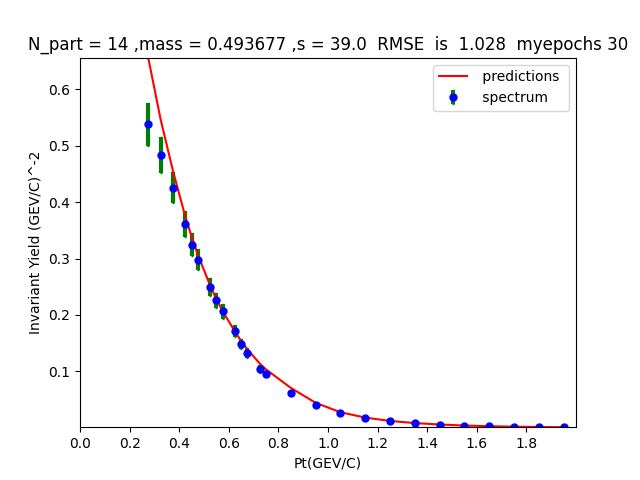 N_part = 14 ,mass = 0.493677 ,s = 39.0  RMSE  is  1.028  myepochs 30
predictions
spectrum
Invariant Yield (GEV/C)^-2
0.6
0.5
0.4
0.3
0.2
0.1
0.0 0.2 0.4 0.6 0.8 1.0 1.2 1.4 1.6 1.8
Pt(GEV/C)